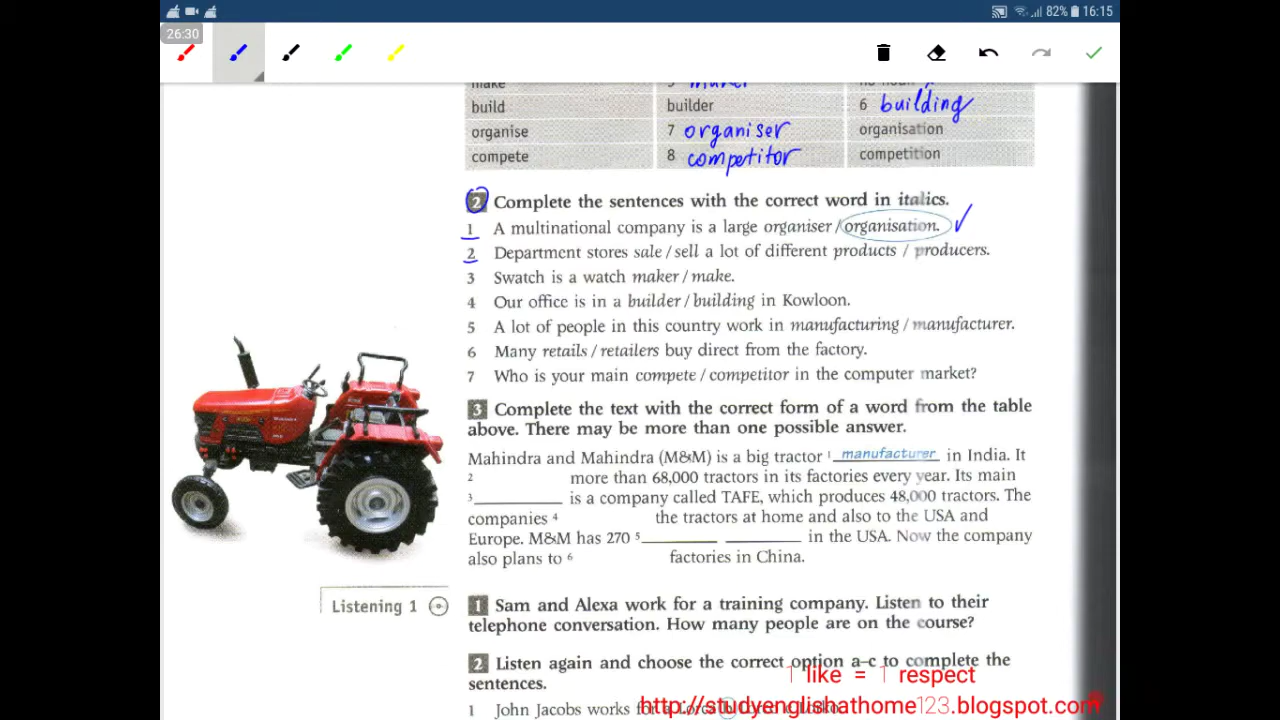 82% 16:15
26:30
make maker
build builder 6 building
organise 7 organiser organisation
compete 8 competitor competition
2 Complete the sentences with the correct word in italics.
1 A multinational company is a large organiser / organisation.
2 Department stores sale / sell a lot of different products / producers.
3 Swatch is a watch maker / make.
4 Our office is in a builder / building in Kowloon.
5 A lot of people in this country work in manufacturing / manufacturer.
6 Many retails / retailers buy direct from the factory.
7 Who is your main compete / competitor in the computer market?
3 Complete the text with the correct form of a word from the table
above. There may be more than one possible answer.
Mahindra and Mahindra (M&M) is a big tractor 1 manufacturer in India. It
2 more than 68,000 tractors in its factories every year. Its main
3 is a company called TAFE, which produces 48,000 tractors. The
companies 4 the tractors at home and also to the USA and
Europe. M&M has 270 5 in the USA. Now the company
also plans to 6 factories in China.
Listening 1
1 Sam and Alexa work for a training company. Listen to their
telephone conversation. How many people are on the course?
2 Listen again and choose the correct option a–c to complete the
sentences.
1 like = 1 respect
1 John Jacobs works for
http://studyenglishathome123.blogspot.com